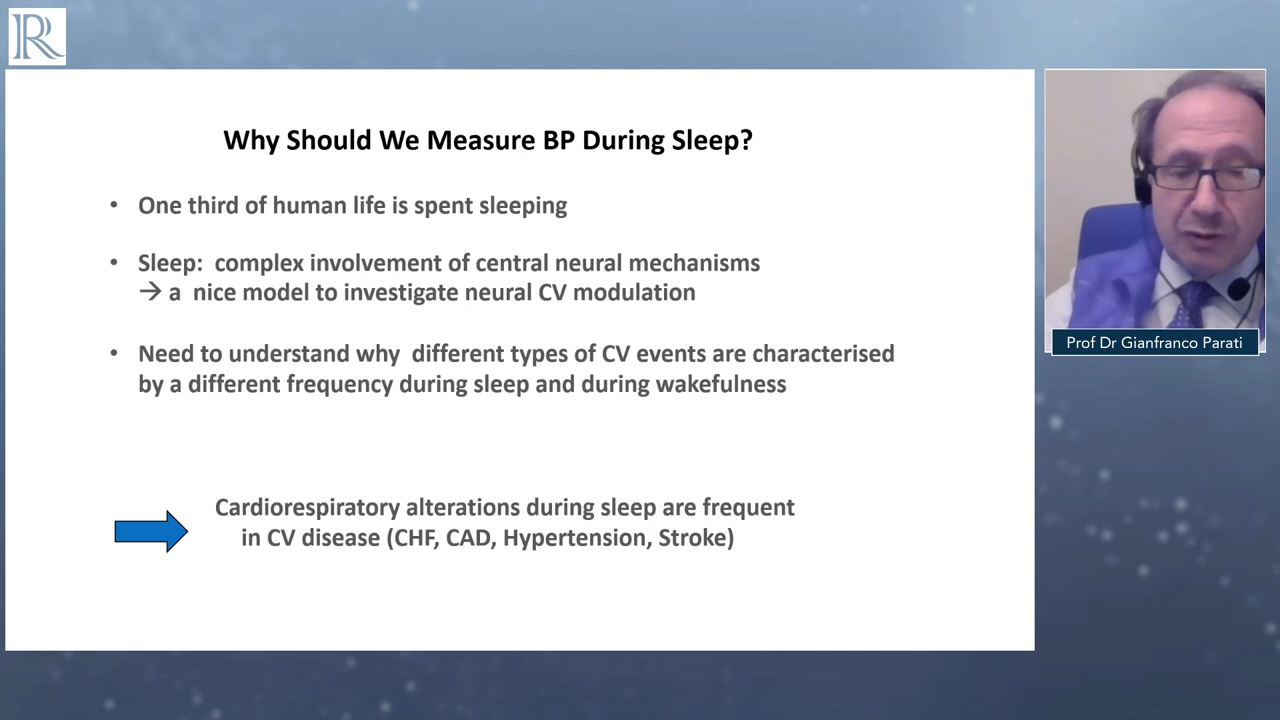 R
Why Should We Measure BP During Sleep?
• One third of human life is spent sleeping
• Sleep: complex involvement of central neural mechanisms
→ a nice model to investigate neural CV modulation
• Need to understand why different types of CV events are characterised
by a different frequency during sleep and during wakefulness
Cardiorespiratory alterations during sleep are frequent
in CV disease (CHF, CAD, Hypertension, Stroke)
Prof Dr Gianfranco Parati